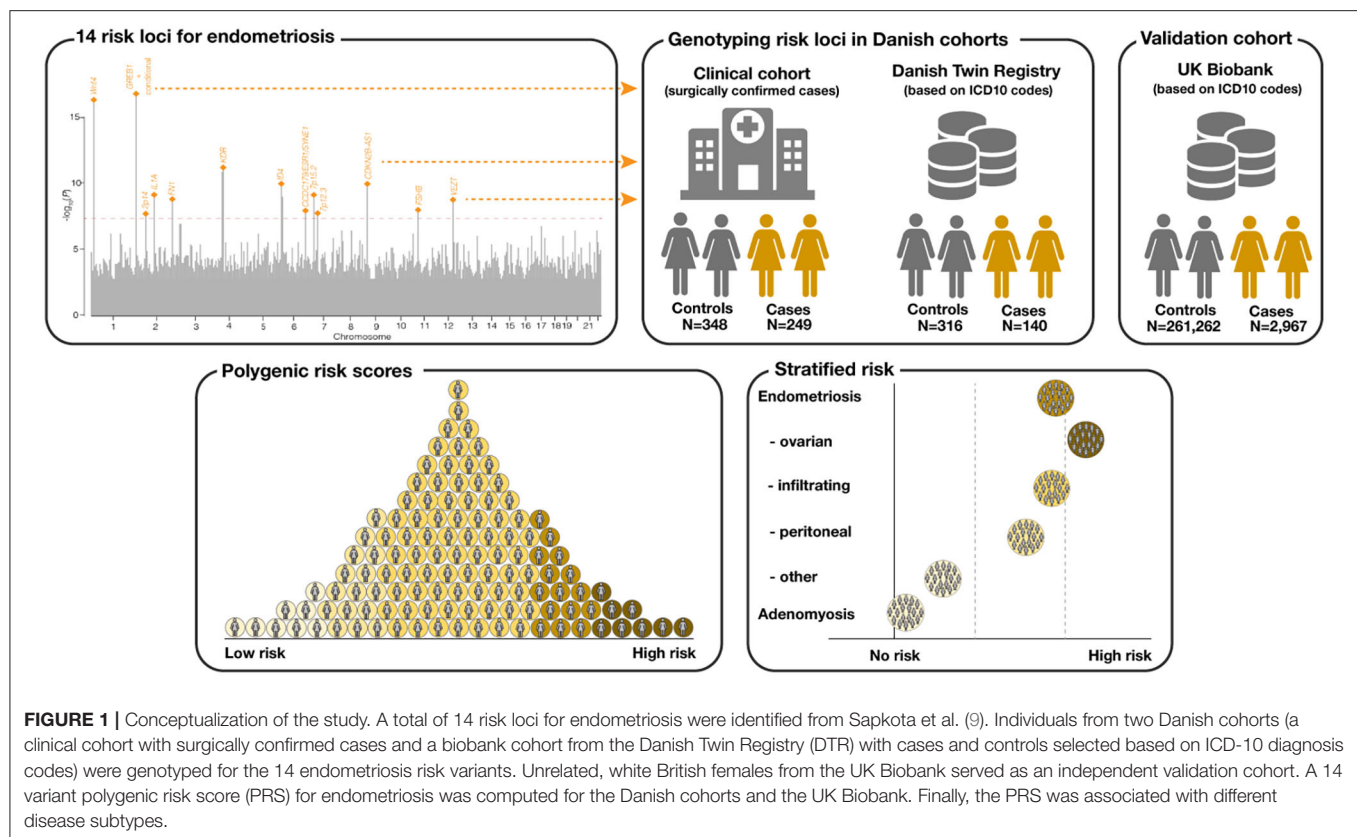 14 risk loci for endometriosis
Wnt4
GREB1
+
conditional
2p14
IL1A
FN1
KDR
ID4
7p15.2
7p12.3
CDKN2B-AS1
FSHB
VEZT
-log10(P)
15
10
5
0
1 2 3 4 5 6 7 8 9 10 11 12 13 14 15 16 17 18 19 21
Chromosome
Genotyping risk loci in Danish cohorts
Clinical cohort
(surgically confirmed cases)
Controls Cases
N=348 N=249
Danish Twin Registry
(based on ICD10 codes)
Controls Cases
N=316 N=140
Validation cohort
UK Biobank
(based on ICD10 codes)
Controls Cases
N=261,262 N=2,967
Polygenic risk scores
Low risk High risk
Stratified risk
Endometriosis
- ovarian
- infiltrating
- peritoneal
- other
Adenomyosis
No risk High risk
FIGURE 1 | Conceptualization of the study. A total of 14 risk loci for endometriosis were identified from Sapkota et al. (9). Individuals from two Danish cohorts (a
clinical cohort with surgically confirmed cases and a biobank cohort from the Danish Twin Registry (DTR) with cases and controls selected based on ICD-10 diagnosis
codes) were genotyped for the 14 endometriosis risk variants. Unrelated, white British females from the UK Biobank served as an independent validation cohort. A 14
variant polygenic risk score (PRS) for endometriosis was computed for the Danish cohorts and the UK Biobank. Finally, the PRS was associated with different
disease subtypes.